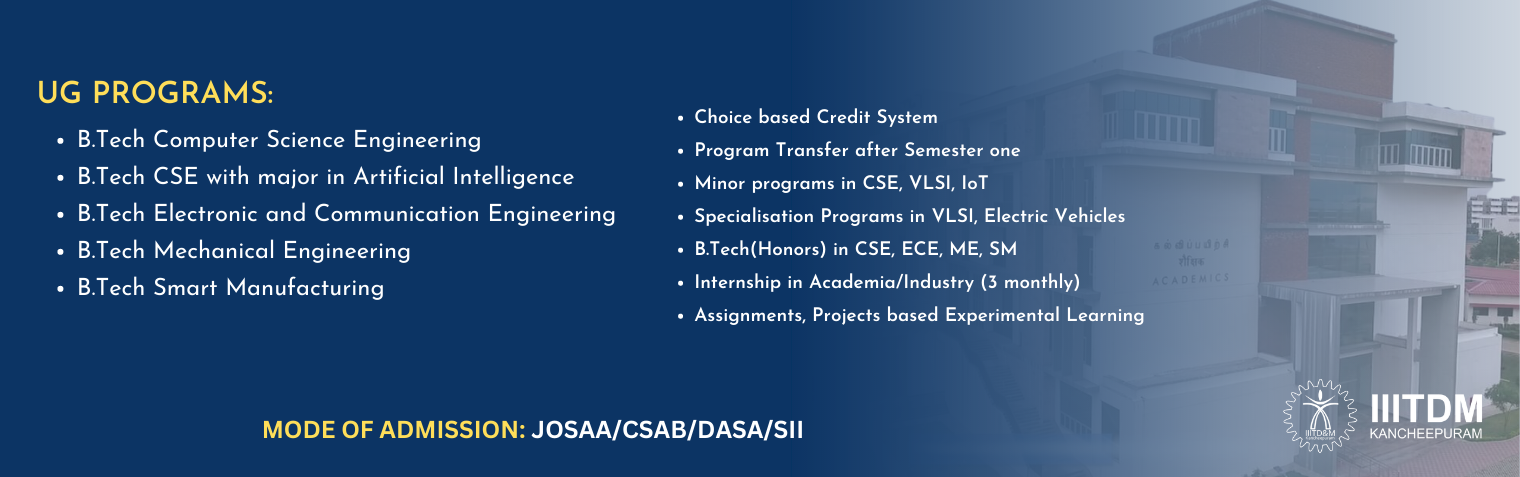 UG PROGRAMS:
B.Tech Computer Science Engineering
B.Tech CSE with major in Artificial Intelligence
B.Tech Electronic and Communication Engineering
B.Tech Mechanical Engineering
B.Tech Smart Manufacturing
Choice based Credit System
Program Transfer after Semester one
Minor programs in CSE, VLSI, IoT
Specialisation Programs in VLSI, Electric Vehicles
B.Tech(Honors) in CSE, ECE, ME, SM
Internship in Academia/Industry (3 monthly)
Assignments, Projects based Experimental Learning
ACADEMICS
MODE OF ADMISSION: JOSAA/CSAB/DASA/SII
IIITD&M
Kancheepuram
IIITDM
KANCHEEPURAM